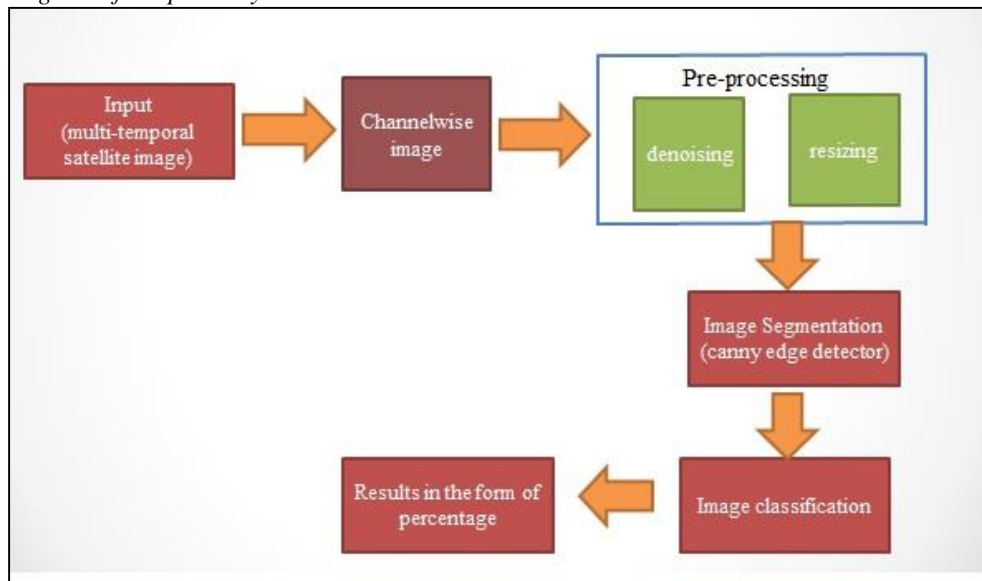 Input
(multi-temporal
satellite image)
Channelwise
image
Pre-processing
denoising
resizing
Image Segmentation
(canny edge detector)
Image classification
Results in the form of
percentage